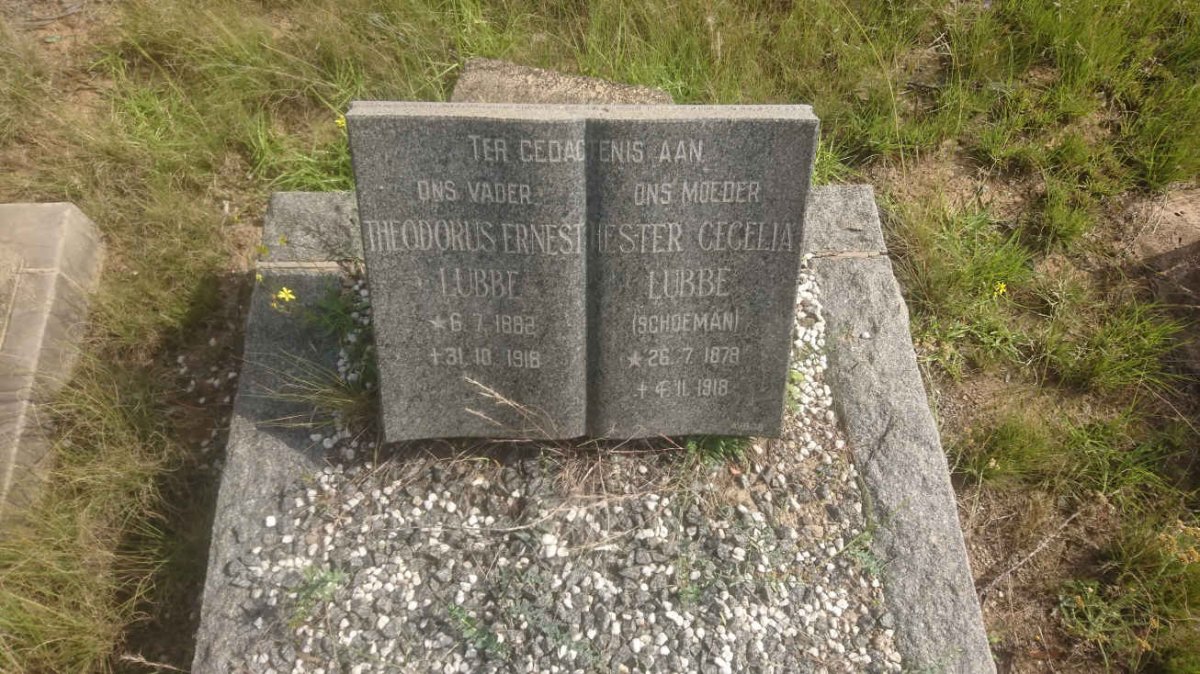 TER GEDAGTENIS AAN
ONS VADER
THEODORUS ERNEST
LUBBE
* 6.7.1882
+ 31.10.1918
ONS MOEDER
HESTER CECELIA
LUBBE
(SCHOEMAN)
* 26.7.1878
+ 4.11.1918